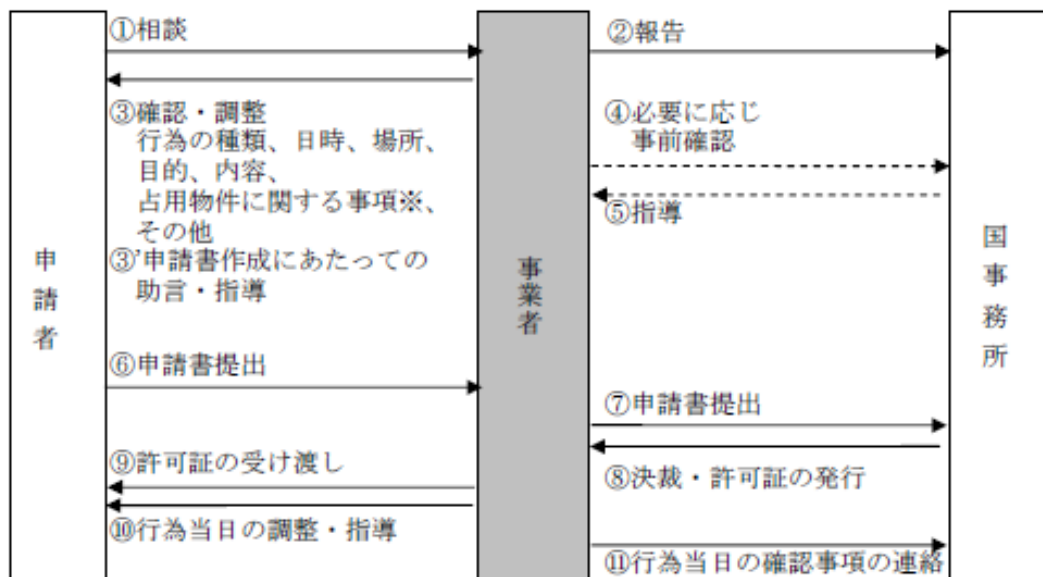 ①相談
②報告
③確認・調整
行為の種類、日時、場所、
目的、内容、
占用物件に関する事項※、
その他
③’申請書作成にあたっての
助言・指導
④必要に応じ
事前確認
⑤指導
申請者
事業者
国事務所
⑥申請書提出
⑦申請書提出
⑧決裁・許可証の発行
⑨許可証の受け渡し
⑩行為当日の調整・指導
⑪行為当日の確認事項の連絡